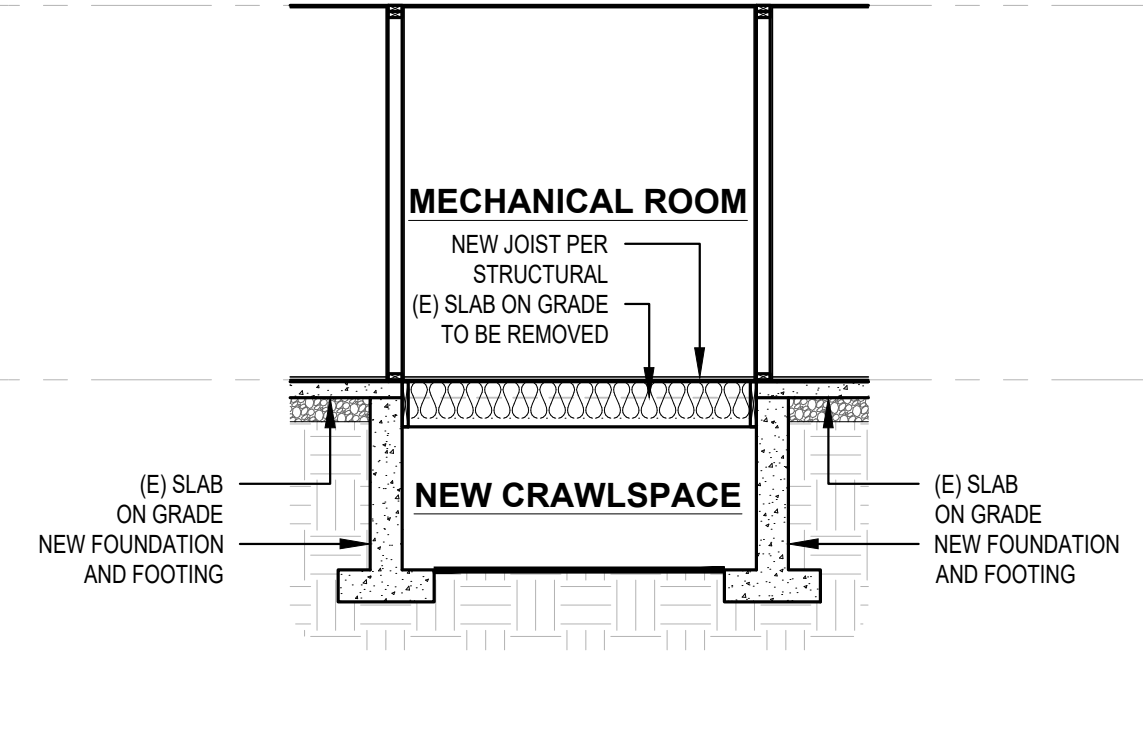 MECHANICAL ROOM
NEW JOIST PER
STRUCTURAL
(E) SLAB ON GRADE
TO BE REMOVED
(E) SLAB
ON GRADE
NEW FOUNDATION
AND FOOTING
NEW CRAWLSPACE
(E) SLAB
ON GRADE
NEW FOUNDATION
AND FOOTING